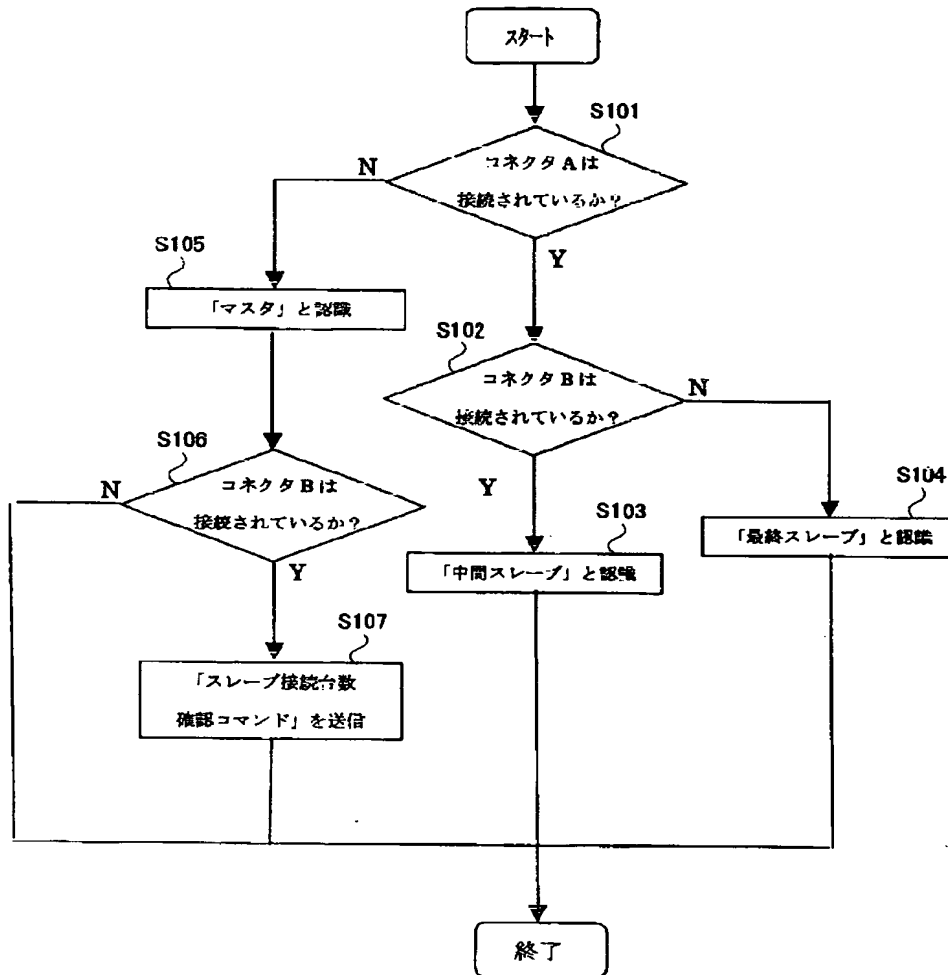 スタート
S101
コネクタAは
接続されているか?
N
Y
S105
「マスタ」と認識
S102
コネクタBは
接続されているか?
N
Y
S106
コネクタBは
接続されているか?
N
Y
S104
「最終スレーブ」と認識
S103
「中間スレーブ」と認識
S107
「スレーブ接続台数
確認コマンド」を送信
終了